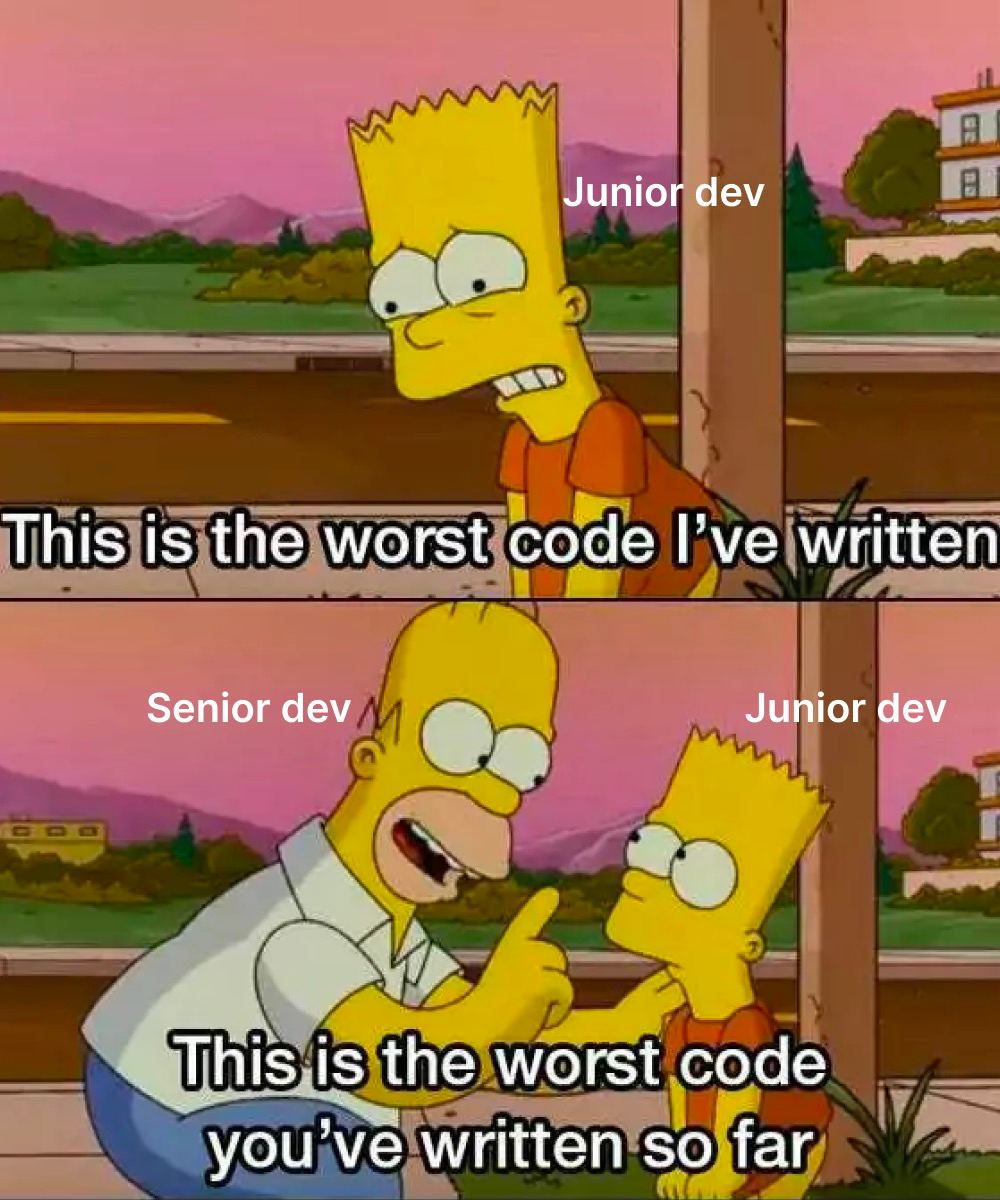 Junior dev
This is the worst code I've written
Senior dev
Junior dev
This is the worst code
you've written so far